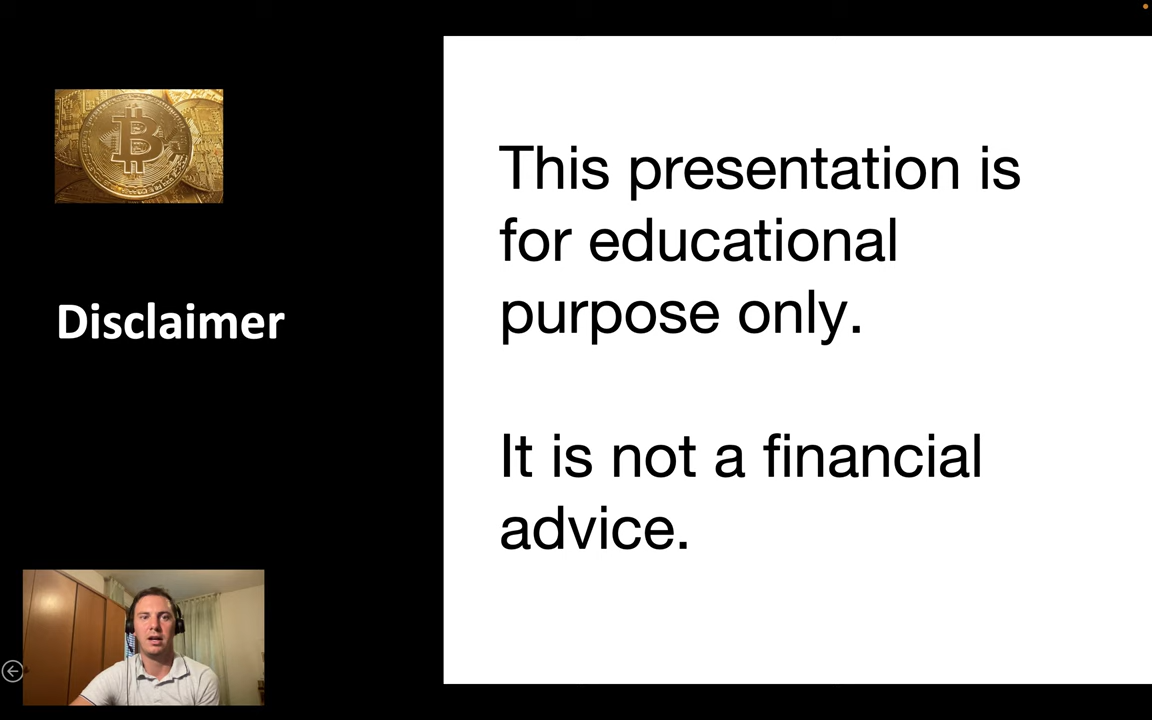 Disclaimer
This presentation is
for educational
purpose only.
It is not a financial
advice.